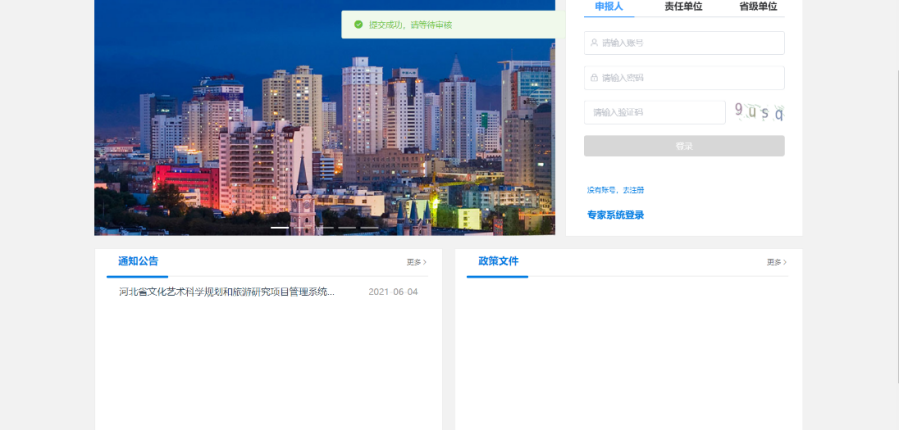 提交成功，请等待审核
申报人 责任单位 省级单位
请输入账号
请输入密码
请输入验证码 9usq
登录
没有账号，去注册
专家系统登录
通知公告 更多 >
河北省文化艺术科学规划和旅游研究项目管理系统... 2021-06-04
政策文件 更多 >